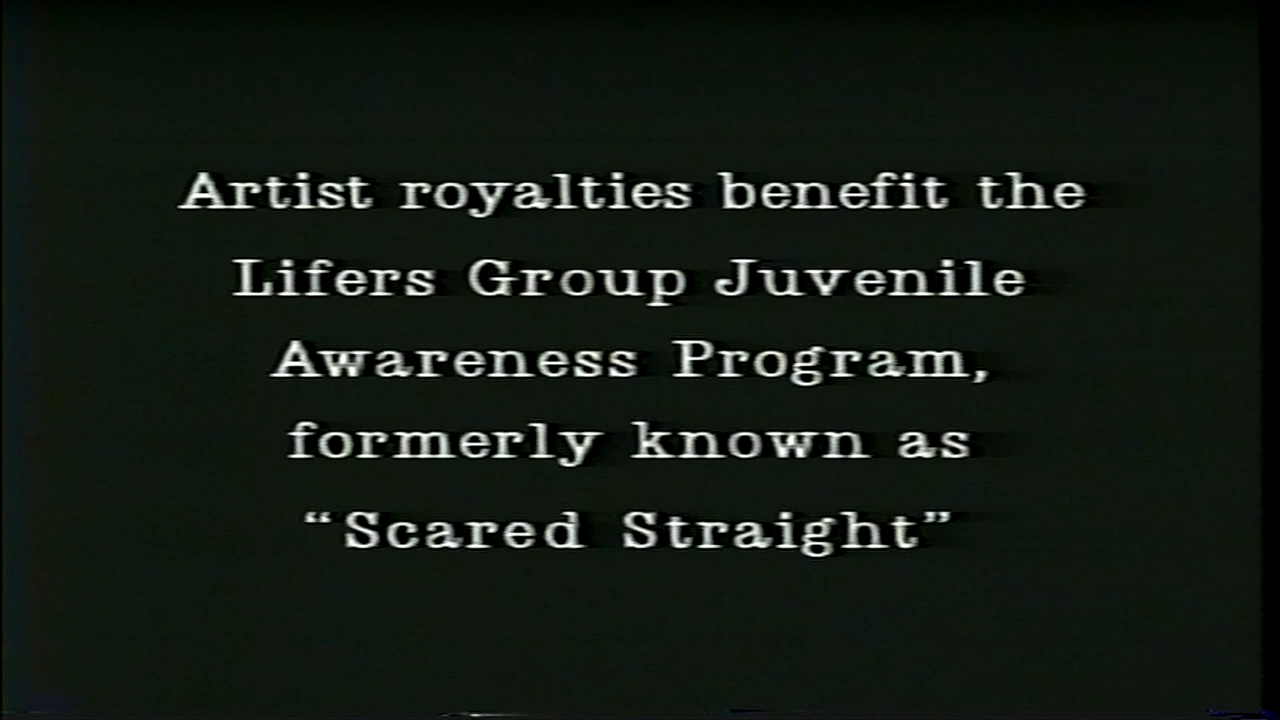 Artist royalties benefit the
Lifers Group Juvenile
Awareness Program,
formerly known as
“Scared Straight”